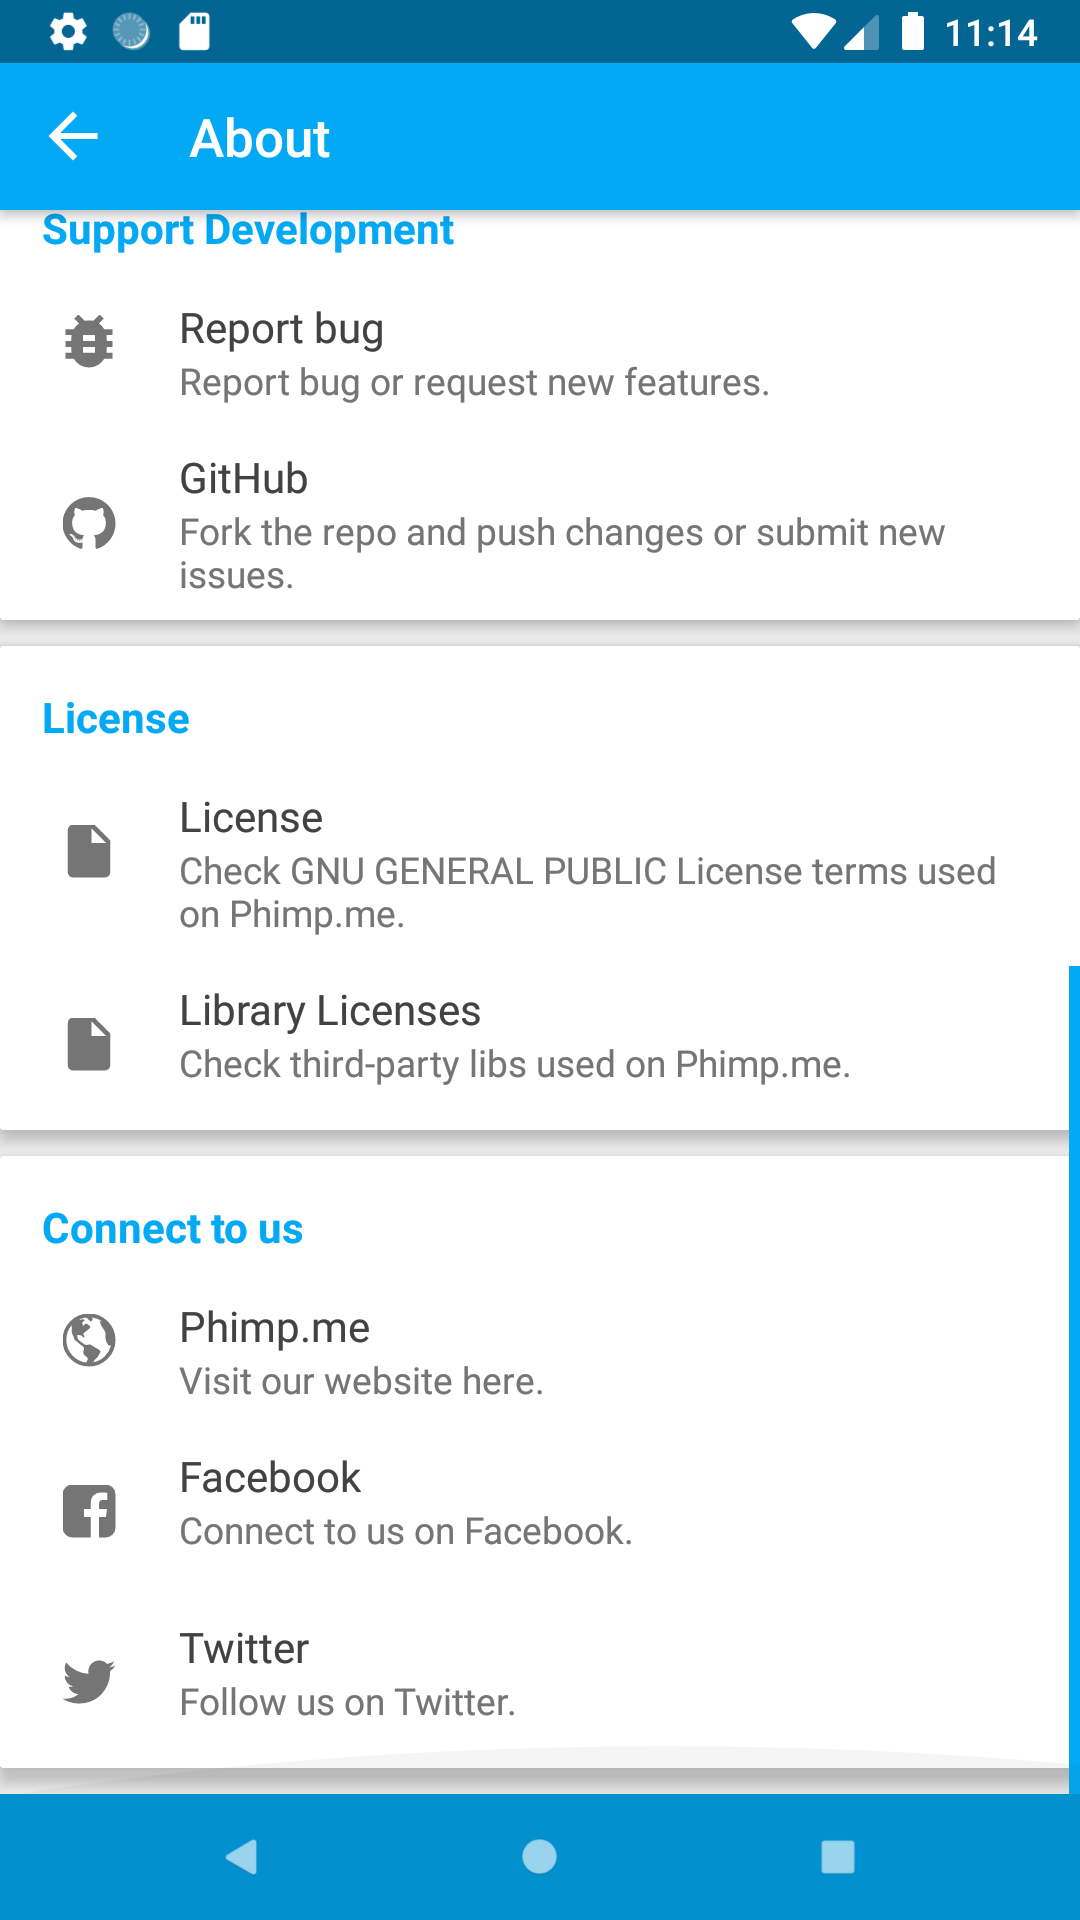 11:14
About
Support Development
Report bug
Report bug or request new features.
GitHub
Fork the repo and push changes or submit new
issues.
License
License
Check GNU GENERAL PUBLIC License terms used
on Phimp.me.
Library Licenses
Check third-party libs used on Phimp.me.
Connect to us
Phimp.me
Visit our website here.
Facebook
Connect to us on Facebook.
Twitter
Follow us on Twitter.